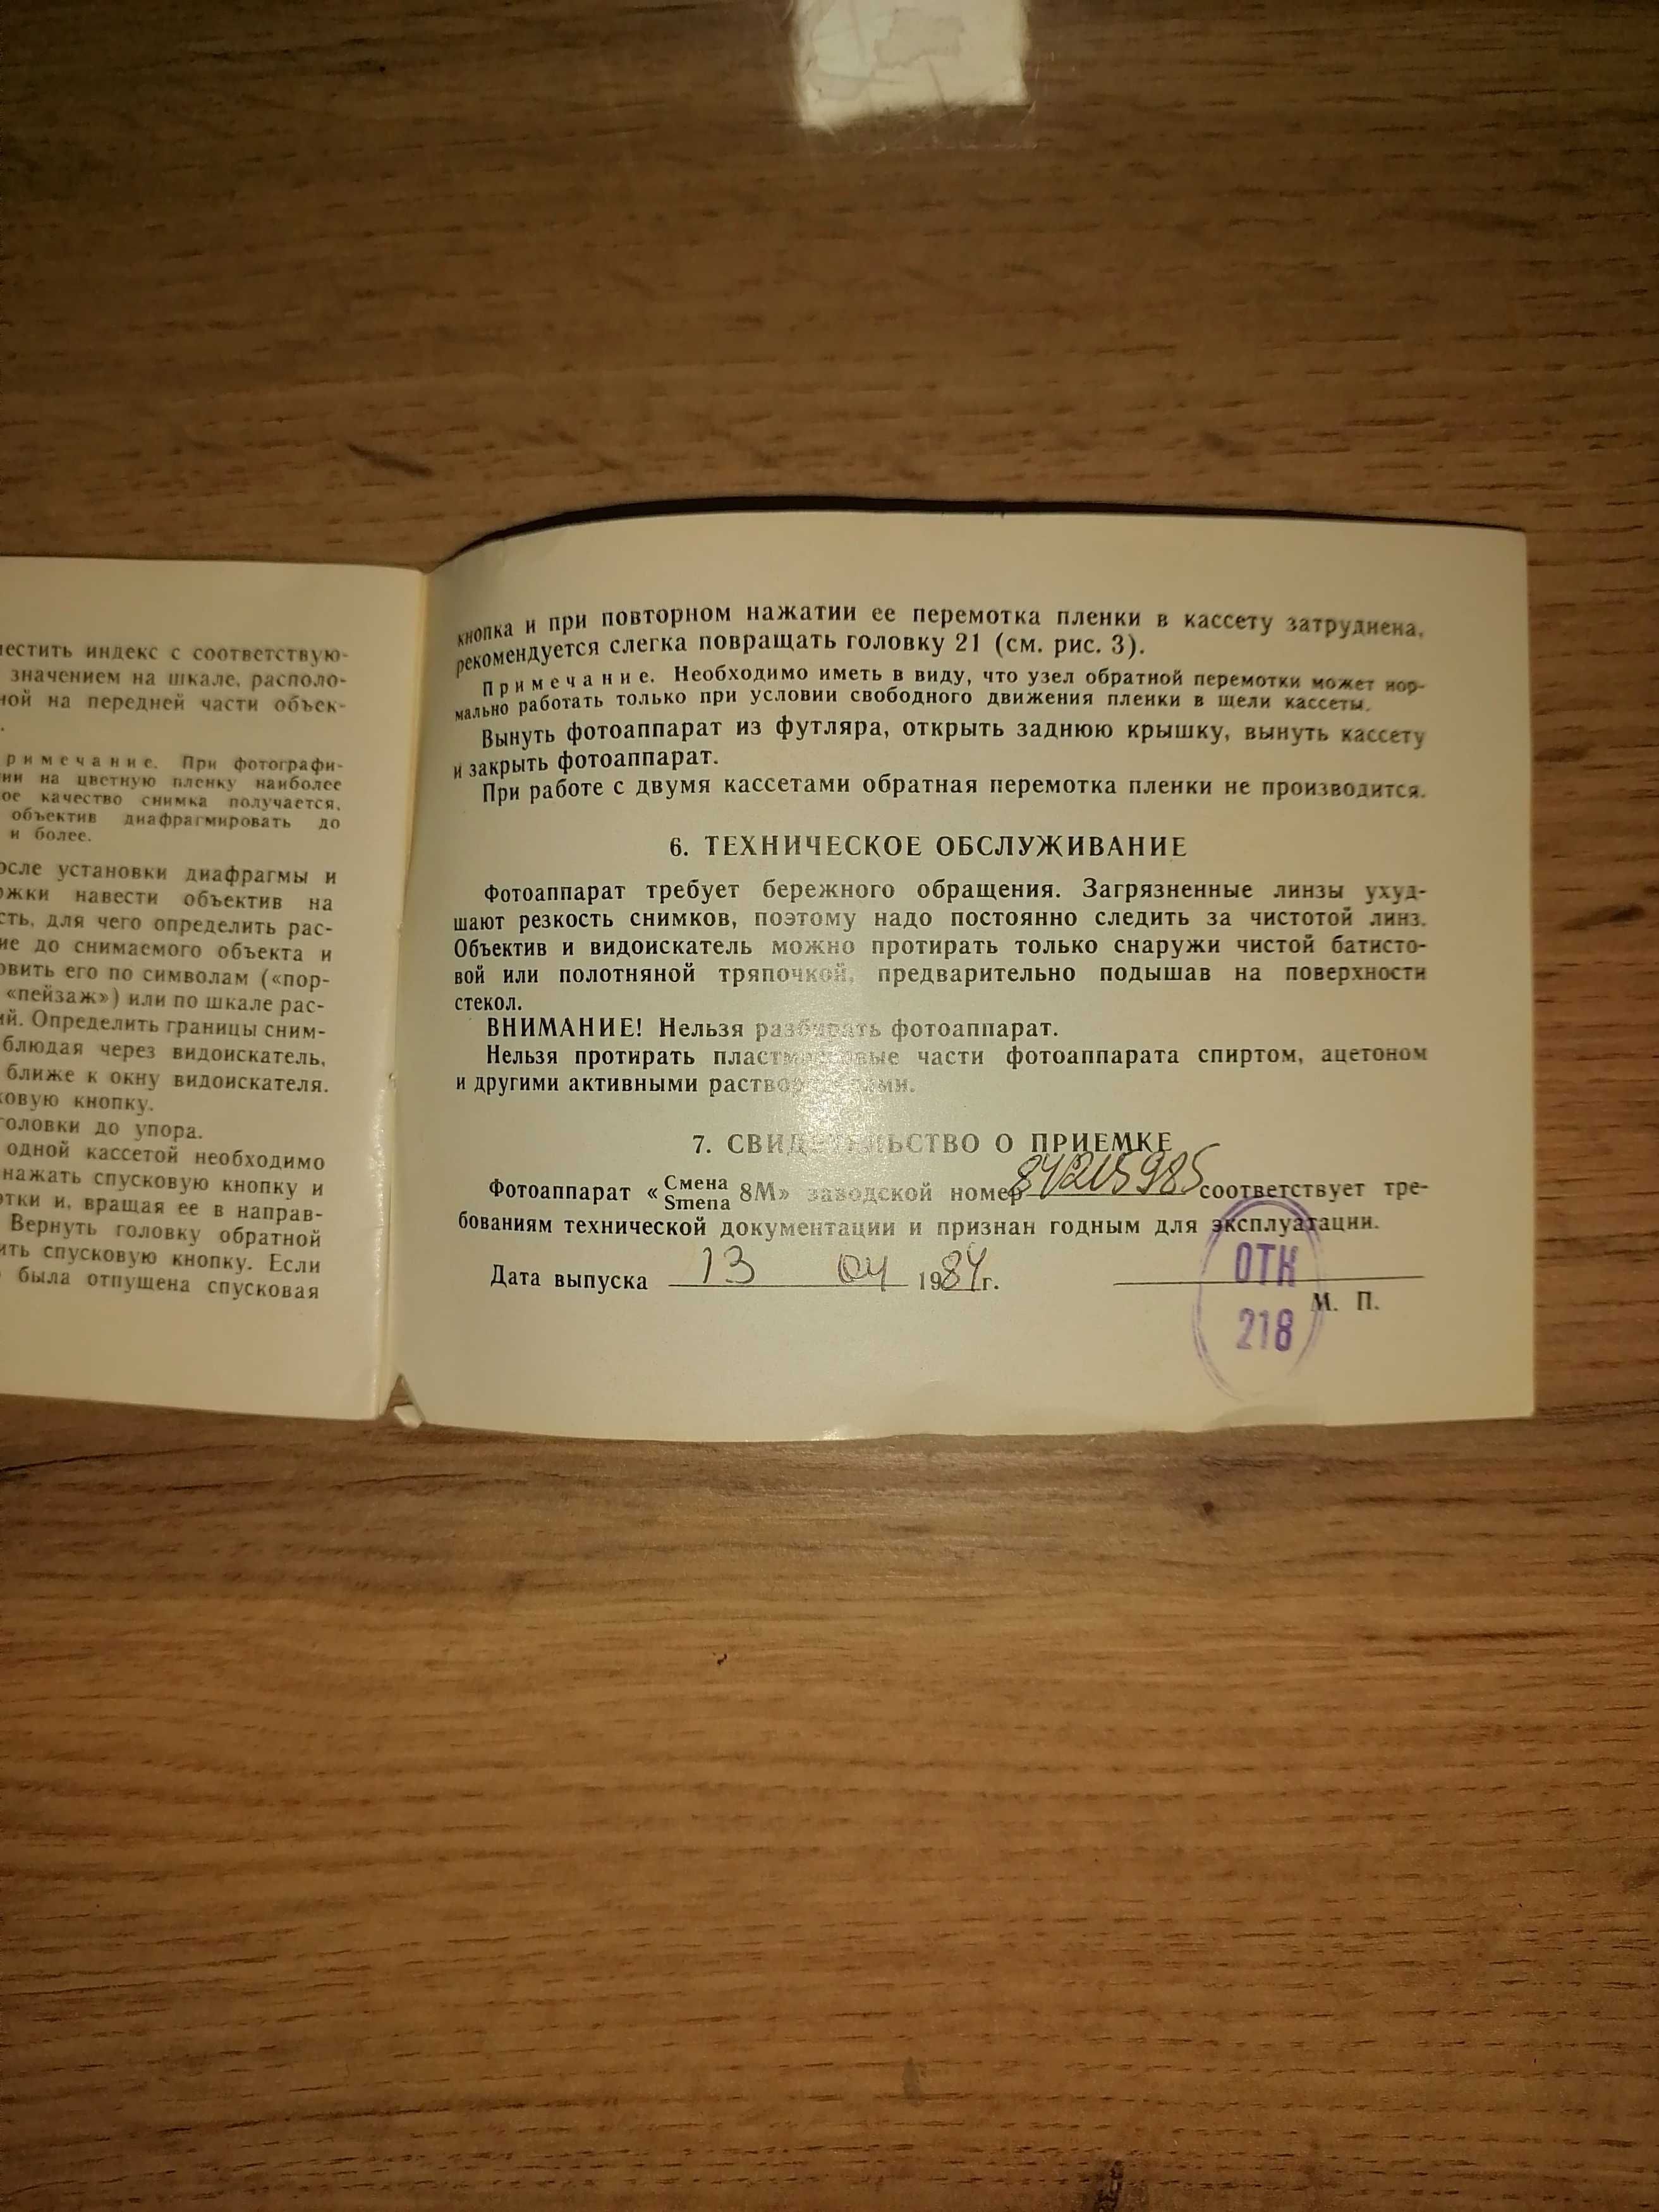 местить индекс с соответствую-
значением на шкале, располо-
ной на передней части объек-
римечание. При фотографи-
ии на цветную пленку наиболее
ое качество снимка получается,
объектив диафрагмировать до
и более.
осле установки диафрагмы и
ржки навести объектив на
сть, для чего определить рас-
ие до снимаемого объекта и
овить его по символам («пор-
«пейзаж») или по шкале рас-
ий. Определить границы сним-
блюдая через видоискатель,
ближе к окну видоискателя.
ковую кнопку.
головки до упора.
одной кассетой необходимо
нажать спусковую кнопку и
отки и, вращая ее в направ-
Вернуть головку обратной
ить спусковую кнопку. Если
была отпущена спусковая
кнопка и при повторном нажатии ее перемотка пленки в кассету затруднена,
рекомендуется слегка повращать головку 21 (см. рис. 3).
Примечание. Необходимо иметь в виду, что узел обратной перемотки может нор-
мально работать только при условии свободного движения пленки в щели кассеты.
Вынуть фотоаппарат из футляра, открыть заднюю крышку, вынуть кассету
и закрыть фотоаппарат.
При работе с двумя кассетами обратная перемотка пленки не производится.
6. ТЕХНИЧЕСКОЕ ОБСЛУЖИВАНИЕ
Фотоаппарат требует бережного обращения. Загрязненные линзы ухуд-
шают резкость снимков, поэтому надо постоянно следить за чистотой линз.
Объектив и видоискатель можно протирать только снаружи чистой батисто-
вой или полотняной тряпочкой, предварительно подышав на поверхности
стекол.
ВНИМАНИЕ! Нельзя разбирать фотоаппарат.
Нельзя протирать пластмассовые части фотоаппарата спиртом, ацетоном
и другими активными растворителями.
7. СВИДЕТЕЛЬСТВО О ПРИЕМКЕ
Фотоаппарат «Смена Smena 8М» заводской номер 84215985 соответствует тре-
бованиям технической документации и признан годным для эксплуатации.
Дата выпуска 13 04 1984г.
ОТК
М. П.
218